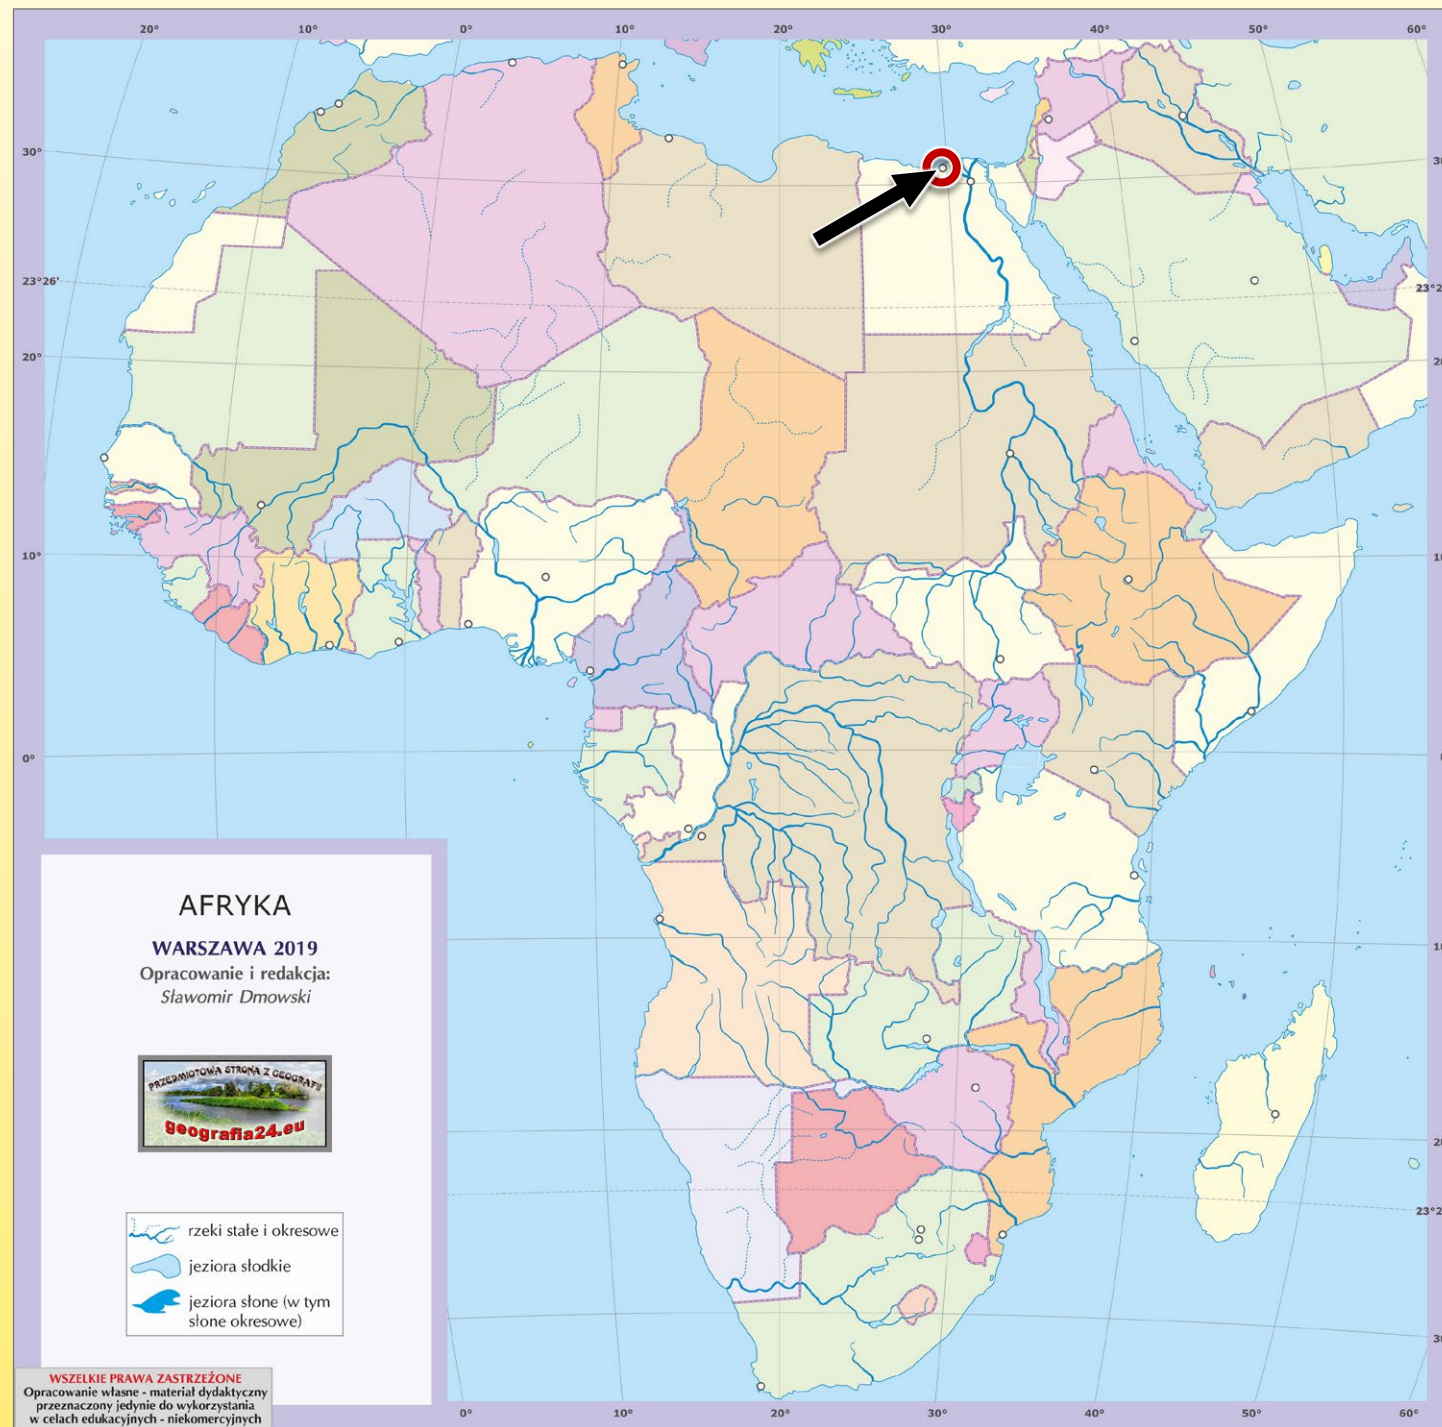 20° 10° 0° 10° 20° 30° 40° 50° 60°
30°
23°26'
20°
10°
0°
AFRYKA
WARSZAWA 2019
Opracowanie i redakcja:
Sławomir Dmowski
PRZEDMIOTOWA STRONA Z GEOGRAFII
geografia24.eu
rzeki stałe i okresowe
jeziora słodkie
jeziora słone (w tym
słone okresowe)
WSZELKIE PRAWA ZASTRZEŻONE
Opracowanie własne - materiał dydaktyczny
przeznaczony jedynie do wykorzystania
w celach edukacyjnych - niekomercyjnych
0° 10° 20° 30° 40° 50° 60°